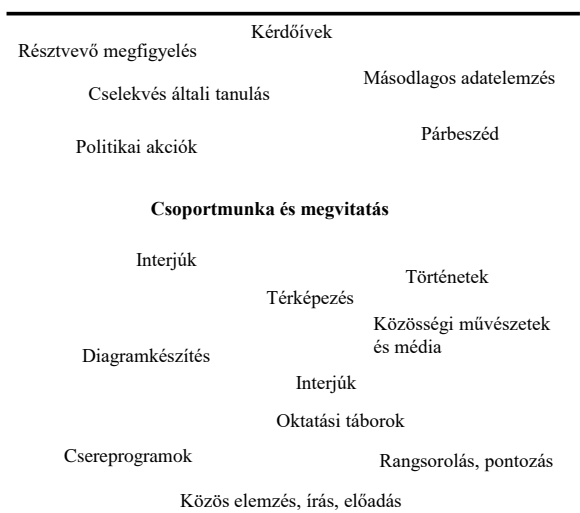 Kérdőívek
Résztvevő megfigyelés
Másodlagos adatelemzés
Cselekvés általi tanulás
Párbeszéd
Politikai akciók
Csoportmunka és megvitatás
Interjúk
Történetek
Térképezés
Közösségi művészetek
és média
Diagramkészítés
Interjúk
Oktatási táborok
Csereprogramok
Rangsorolás, pontozás
Közös elemzés, írás, előadás